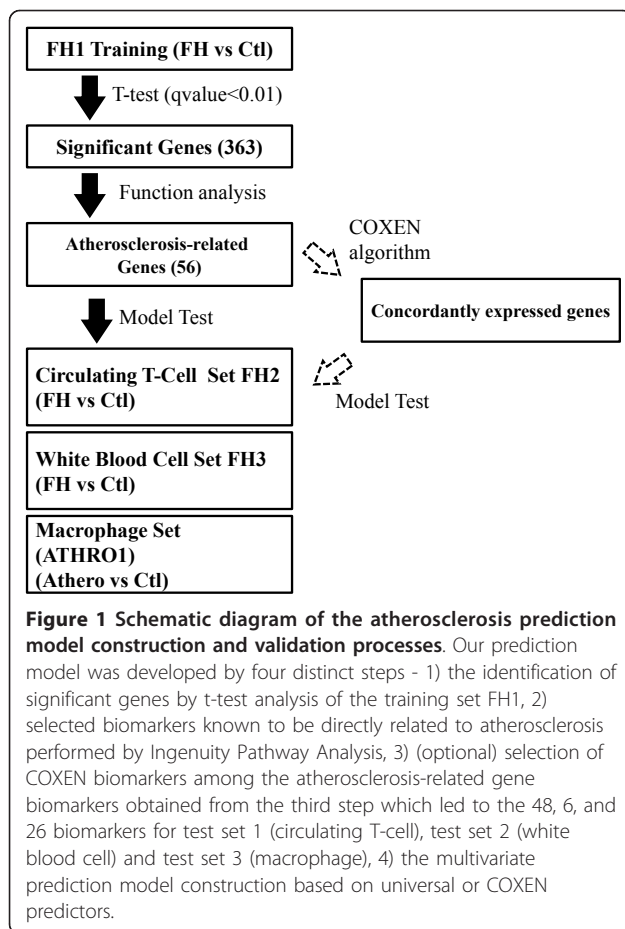 FH1 Training (FH vs Ctl)
T-test (qvalue<0.01)
Significant Genes (363)
Function analysis
Atherosclerosis-related
Genes (56)
COXEN
algorithm
Concordantly expressed genes
Model Test
Circulating T-Cell Set FH2
(FH vs Ctl)
Model Test
White Blood Cell Set FH3
(FH vs Ctl)
Macrophage Set
(ATHRO1)
(Athero vs Ctl)
Figure 1 Schematic diagram of the atherosclerosis prediction
model construction and validation processes. Our prediction
model was developed by four distinct steps - 1) the identification of
significant genes by t-test analysis of the training set FH1, 2)
selected biomarkers known to be directly related to atherosclerosis
performed by Ingenuity Pathway Analysis, 3) (optional) selection of
COXEN biomarkers among the atherosclerosis-related gene
biomarkers obtained from the third step which led to the 48, 6, and
26 biomarkers for test set 1 (circulating T-cell), test set 2 (white
blood cell) and test set 3 (macrophage), 4) the multivariate
prediction model construction based on universal or COXEN
predictors.